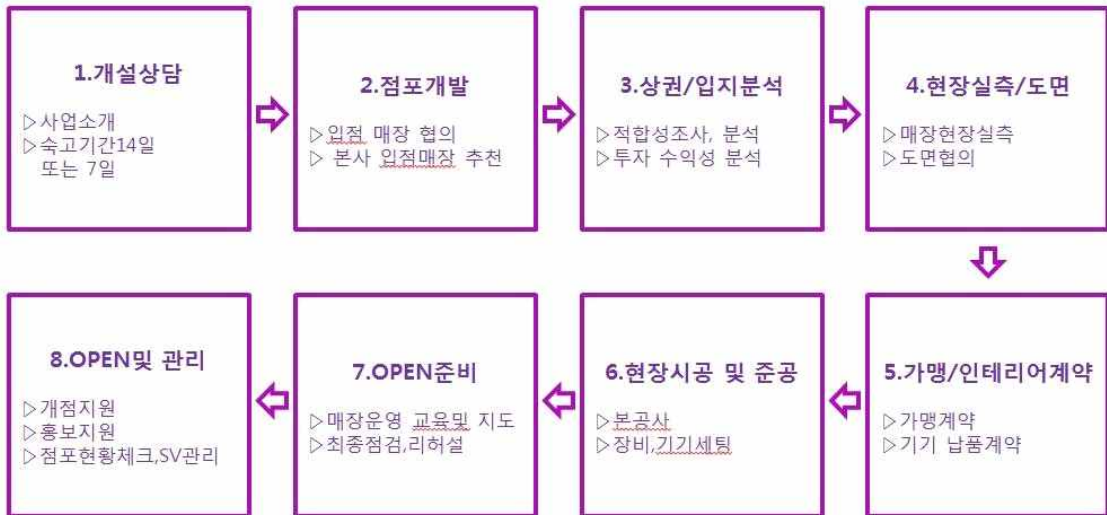 1.개설상담
▷사업소개
▷숙고기간14일
또는 7일
2.점포개발
▷입점 매장 협의
▷ 본사 입점매장 추천
3.상권/입지분석
▷적합성조사, 분석
▷투자 수익성 분석
4.현장실측/도면
▷매장현장실측
▷도면협의
5.가맹/인테리어계약
▷가맹계약
▷기기 납품계약
6.현장시공 및 준공
▷본공사
▷장비,기기세팅
7.OPEN준비
▷매장운영 교육및 지도
▷최종점검,리허설
8.OPEN및 관리
▷개점지원
▷홍보지원
▷점포현황체크,SV관리